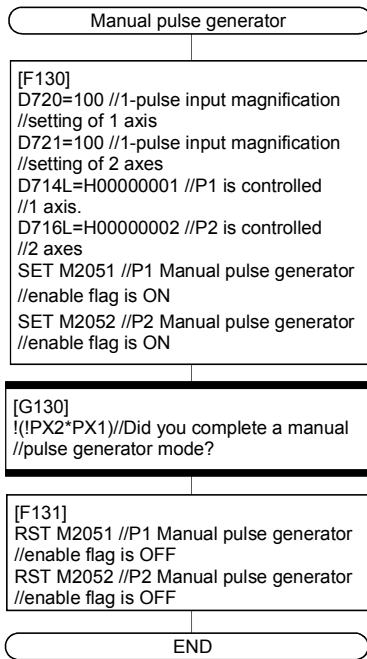 Manual pulse generator
[F130]
D720=100 //1-pulse input magnification
//setting of 1 axis
D721=100 //1-pulse input magnification
//setting of 2 axes
D714L=H00000001 //P1 is controlled
//1 axis.
D716L=H00000002 //P2 is controlled
//2 axes
SET M2051 //P1 Manual pulse generator
//enable flag is ON
SET M2052 //P2 Manual pulse generator
//enable flag is ON
[G130]
!(!PX2*PX1)//Did you complete a manual
//pulse generator mode?
[F131]
RST M2051 //P1 Manual pulse generator
//enable flag is OFF
RST M2052 //P2 Manual pulse generator
//enable flag is OFF
END